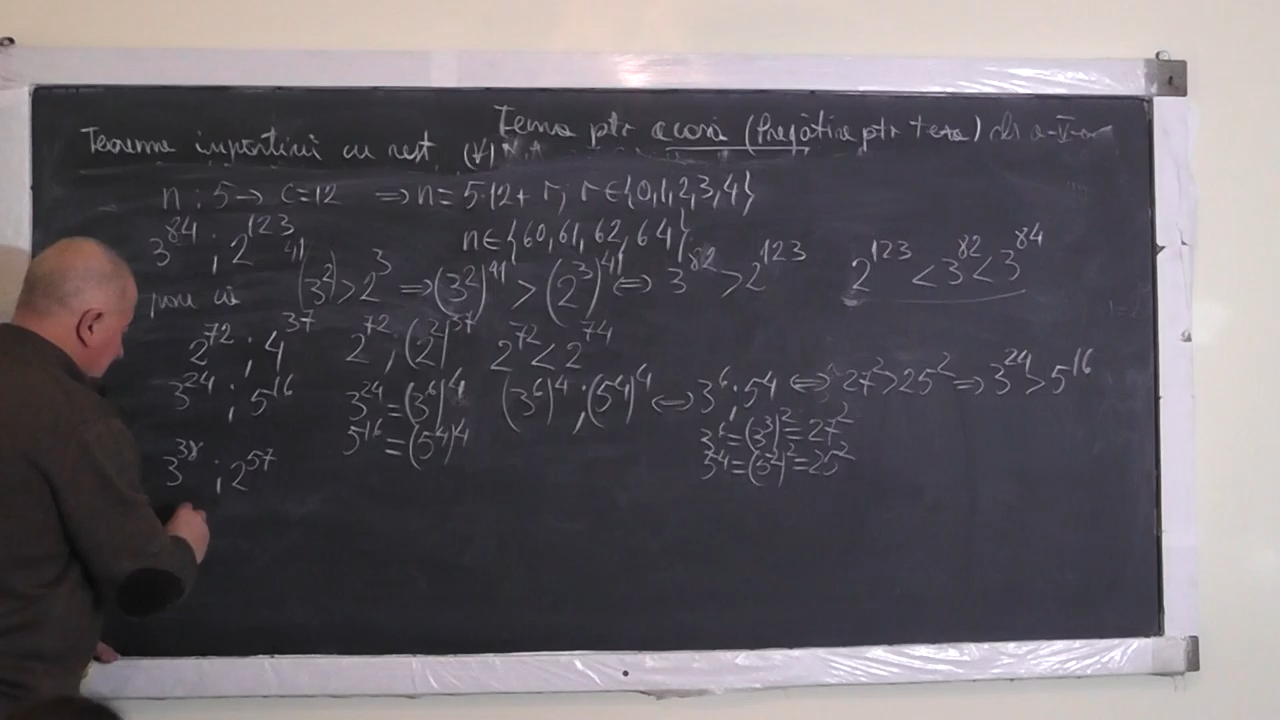 Tema ptr acasă (Pregătire ptr teza) cls a-V-a
Teorema împărțirii cu rest.
n : 5 → C=12 ⇒ n = 5·12 + r; r ∈ {0,1,2,3,4}
n ∈ {60, 61, 62, 64}
3^84 ; 2^123
(3^2) > 2^3 ⇒ (3^2)^41 > (2^3)^41 ⇔ 3^82 > 2^123 2^123 < 3^82 < 3^84
2^72 ; 4^37 2^72 ; (2^2)^37 2^72 < 2^74
3^24 ; 5^16 3^24 = (3^6)^4 (3^6)^4 ; (5^4)^4 ⇔ 3^6 ; 5^4 ⇔ 27^2 > 25^2 ⇒ 3^24 > 5^16
5^16 = (5^4)^4 3^6 = (3^3)^2 = 27^2
5^4 = (5^2)^2 = 25^2
3^38 ; 2^57